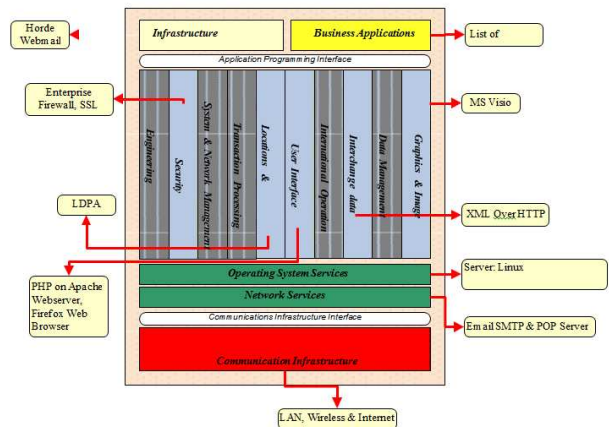 Horde
Webmail
Infrastructure
Business Applications
List of
Application Programming Interface
Enterprise
Firewall, SSL
MS Visio
Engineering
Security
System & Network Management
Transaction Processing
Locations &
User Interface
International Operation
Interchange data
Data Management
Graphics & Image
LDPA
XML Over HTTP
PHP on Apache
Webserver,
Firefox Web
Browser
Operating System Services
Server: Linux
Network Services
Communications Infrastructure Interface
Email SMTP & POP Server
Communication Infrastructure
LAN, Wireless & Internet